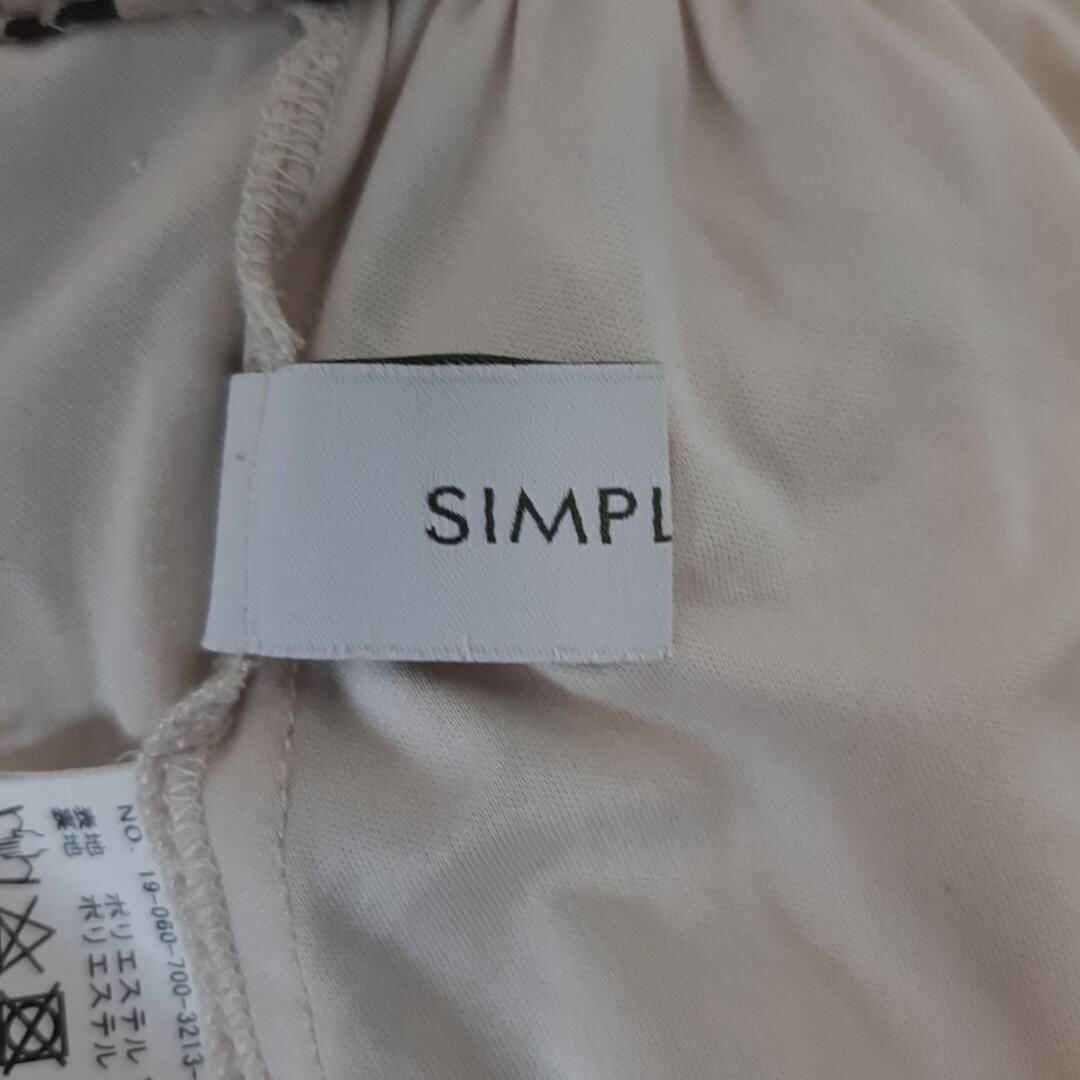 SIMPL
NO. 19-060-700-3213-
表地 ポリエステル
裏地 ポリエステル